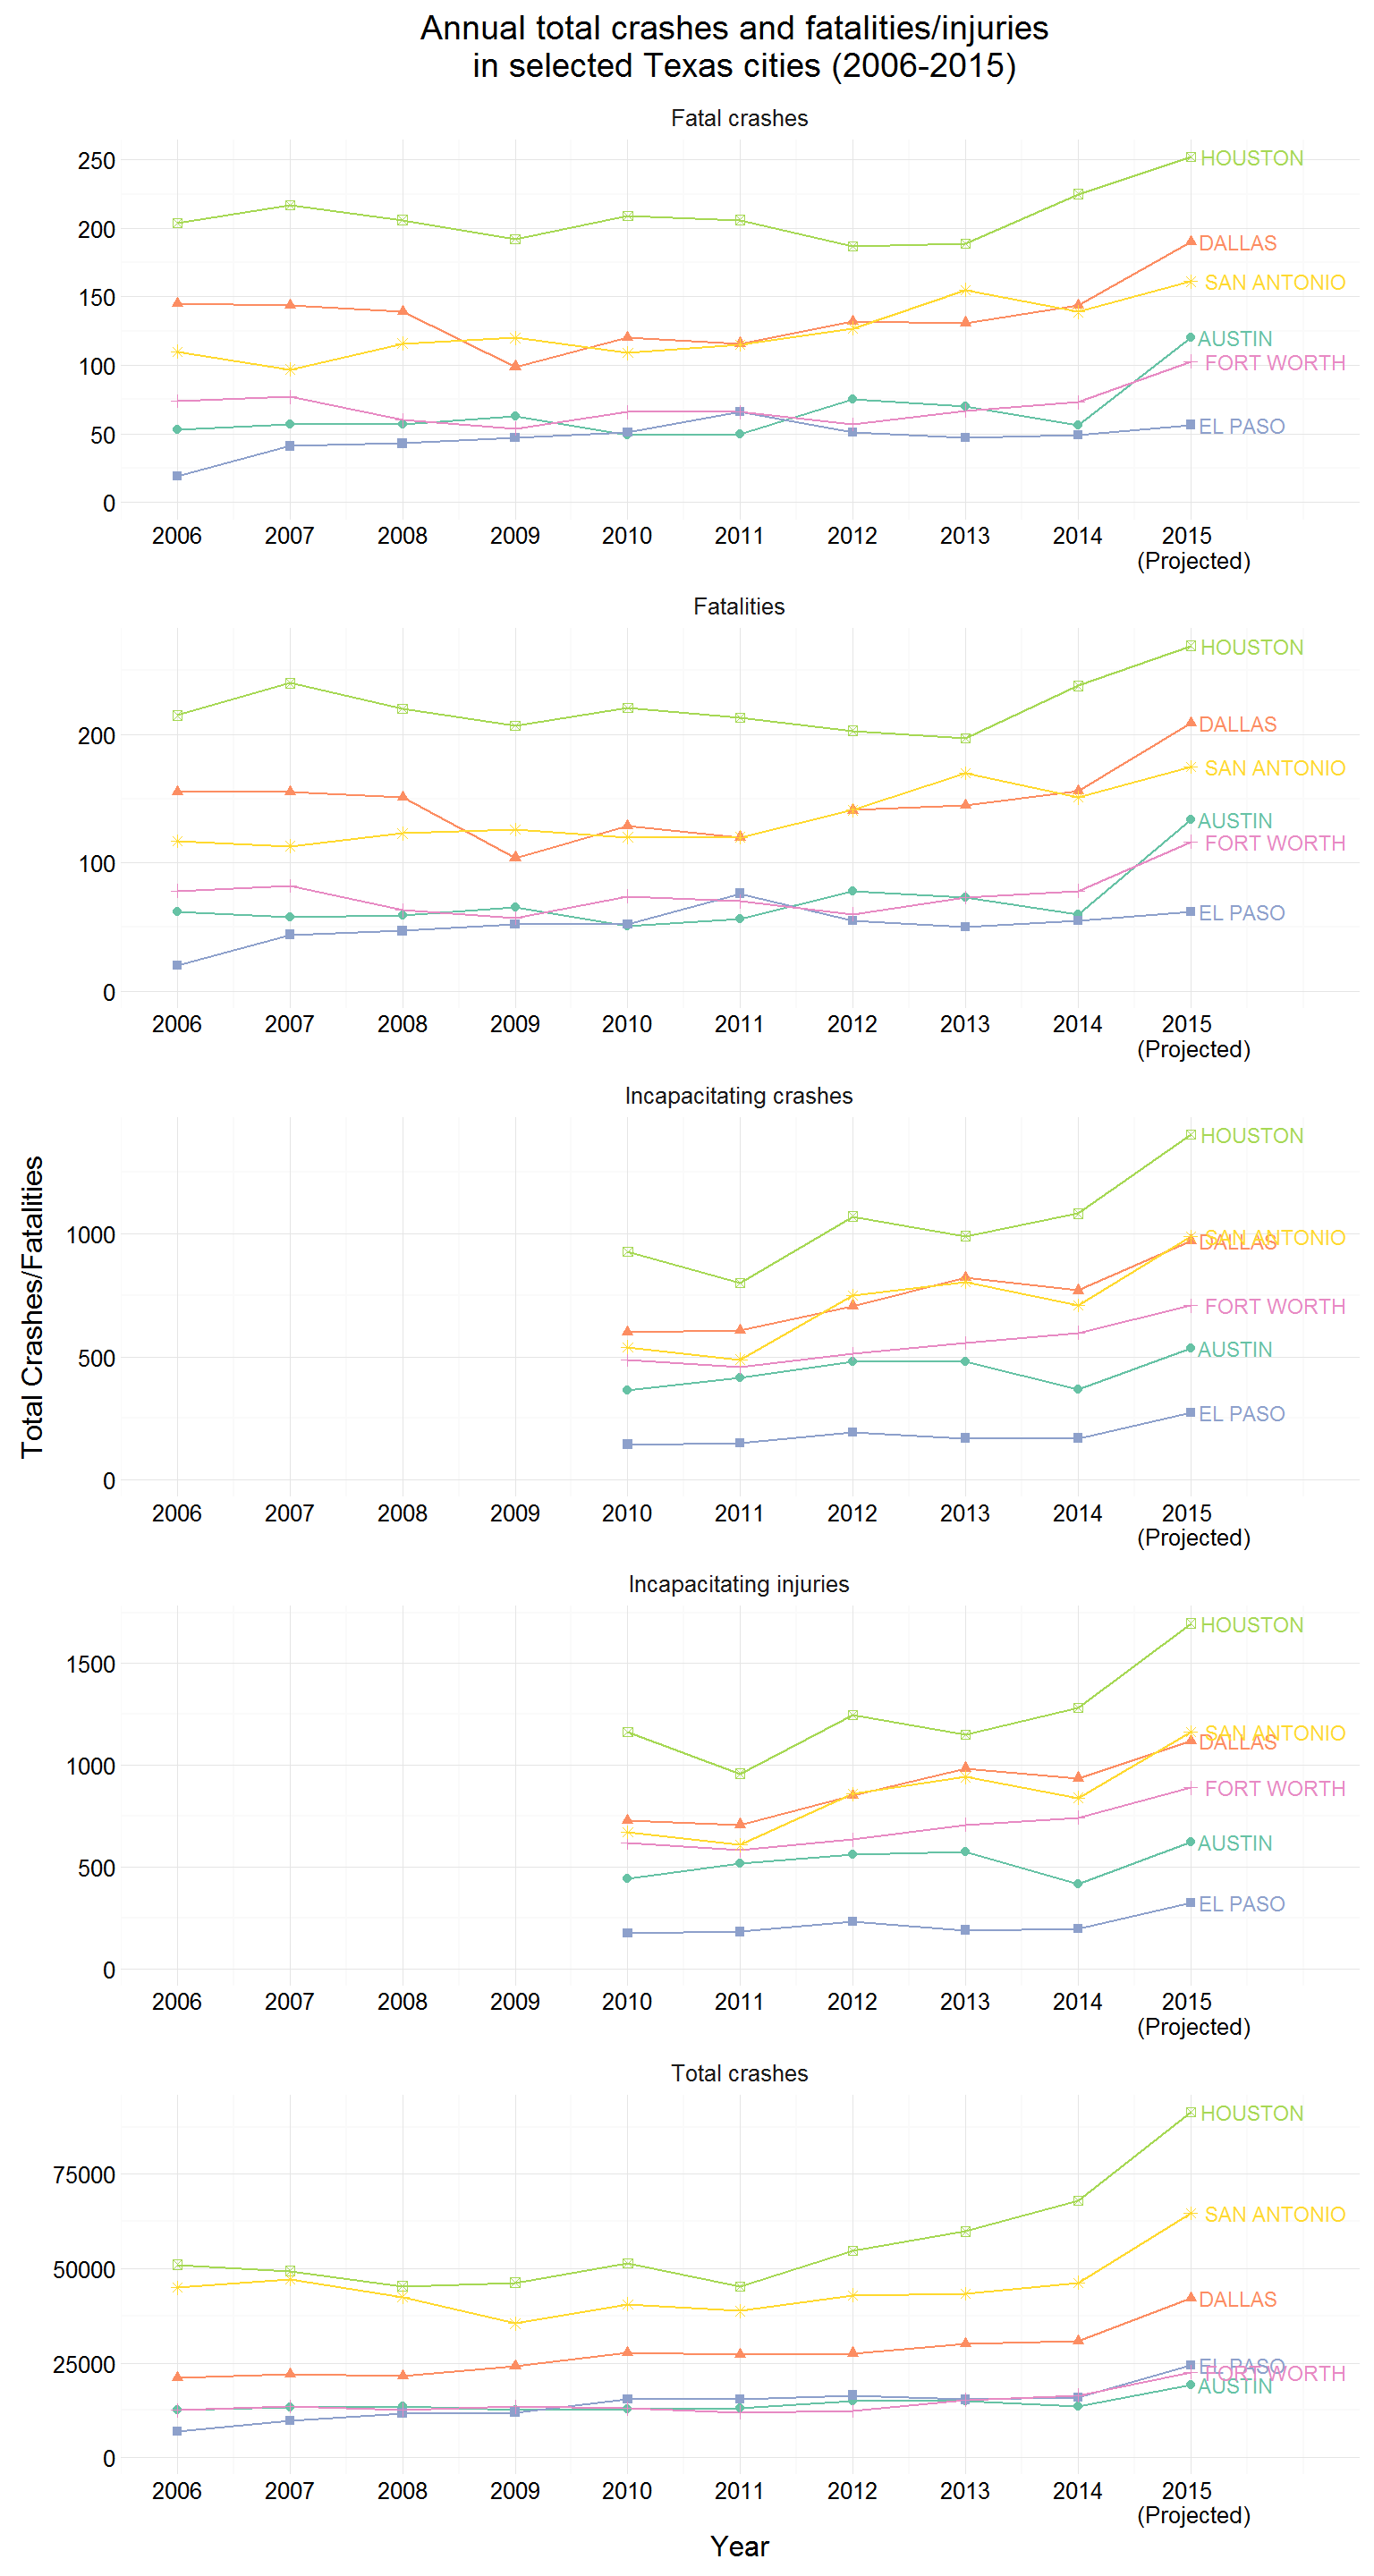 Annual total crashes and fatalities/injuries
in selected Texas cities (2006-2015)
Fatal crashes
250
200
150
100
50
0
HOUSTON
DALLAS
SAN ANTONIO
AUSTIN
FORT WORTH
EL PASO
2006 2007 2008 2009 2010 2011 2012 2013 2014 2015
(Projected)
Fatalities
200
100
0
HOUSTON
DALLAS
SAN ANTONIO
AUSTIN
FORT WORTH
EL PASO
2006 2007 2008 2009 2010 2011 2012 2013 2014 2015
(Projected)
Total Crashes/Fatalities
Incapacitating crashes
1000
500
0
HOUSTON
SAN ANTONIO
DALLAS
FORT WORTH
AUSTIN
EL PASO
2006 2007 2008 2009 2010 2011 2012 2013 2014 2015
(Projected)
Incapacitating injuries
1500
1000
500
0
HOUSTON
SAN ANTONIO
DALLAS
FORT WORTH
AUSTIN
EL PASO
2006 2007 2008 2009 2010 2011 2012 2013 2014 2015
(Projected)
Total crashes
75000
50000
25000
0
HOUSTON
SAN ANTONIO
DALLAS
EL PASO
FORT WORTH
AUSTIN
2006 2007 2008 2009 2010 2011 2012 2013 2014 2015
(Projected)
Year